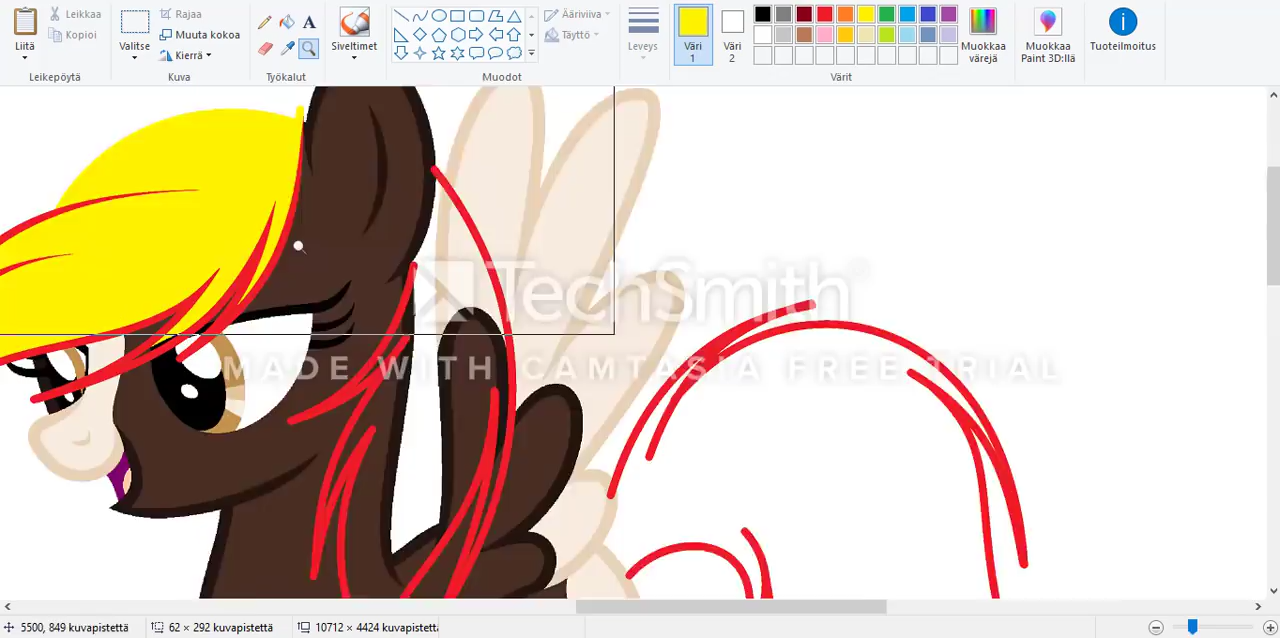 Liitä
Leikkaa
Kopioi
Leikepöytä
Valitse
Rajaa
Muuta kokoa
Kierrä
Kuva
A
Työkalut
Siveltimet
Ääriviiva
Täyttö
Muodot
Leveys
Väri
1
Väri
2
Muokkaa
värejä
Värit
Muokkaa
Paint 3D:llä
Tuoteilmoitus
TechSmith
MADE WITH CAMTASIA FREE TRIAL
5500, 849 kuvapistettä
62 × 292 kuvapistettä
10712 × 4424 kuvapistettä